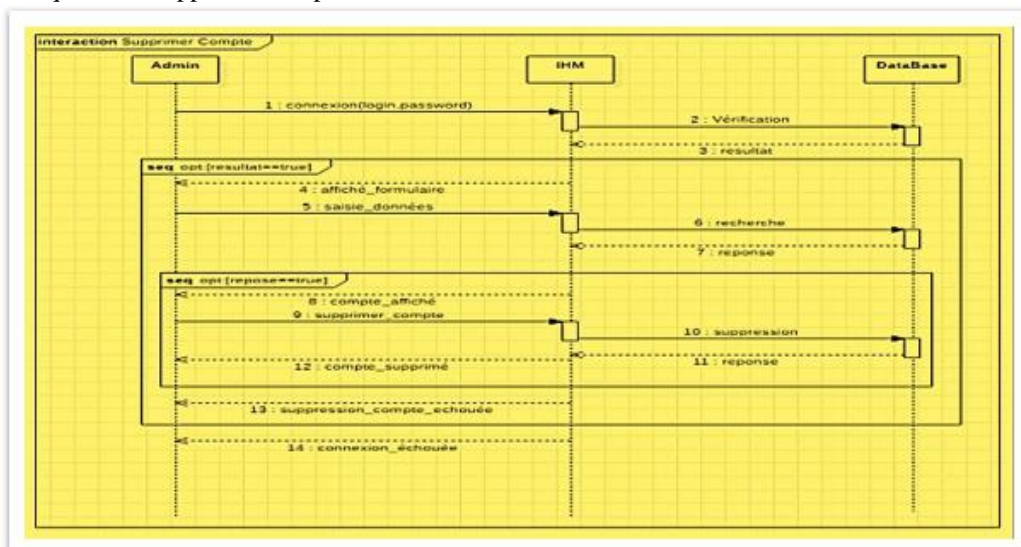 interaction Supprimer Compte
Admin
IHM
DataBase
1 : connexion(login,password)
2 : Vérification
3 : resultat
seq opt [resultat==true]
4 : affiché_formulaire
5 : saisie_données
6 : recherche
7 : reponse
seq opt [repose==true]
8 : compte_affiché
9 : supprimer_compte
10 : suppression
11 : reponse
12 : compte_supprimé
13 : suppression_compte_echouée
14 : connexion_échouée